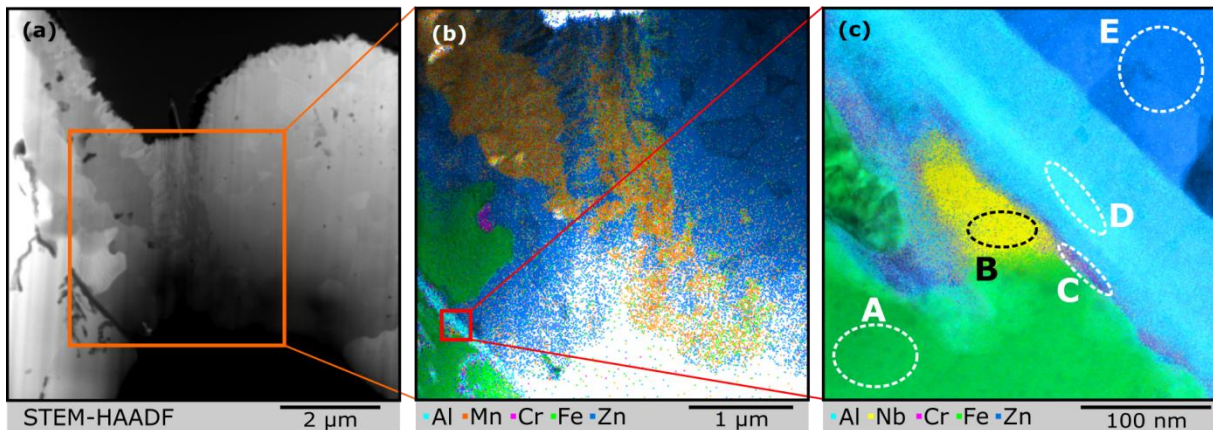 (a)
(b)
(c)
E
D
B
C
A
STEM-HAADF
2 µm
Al Mn Cr Fe Zn
1 µm
Al Nb Cr Fe Zn
100 nm